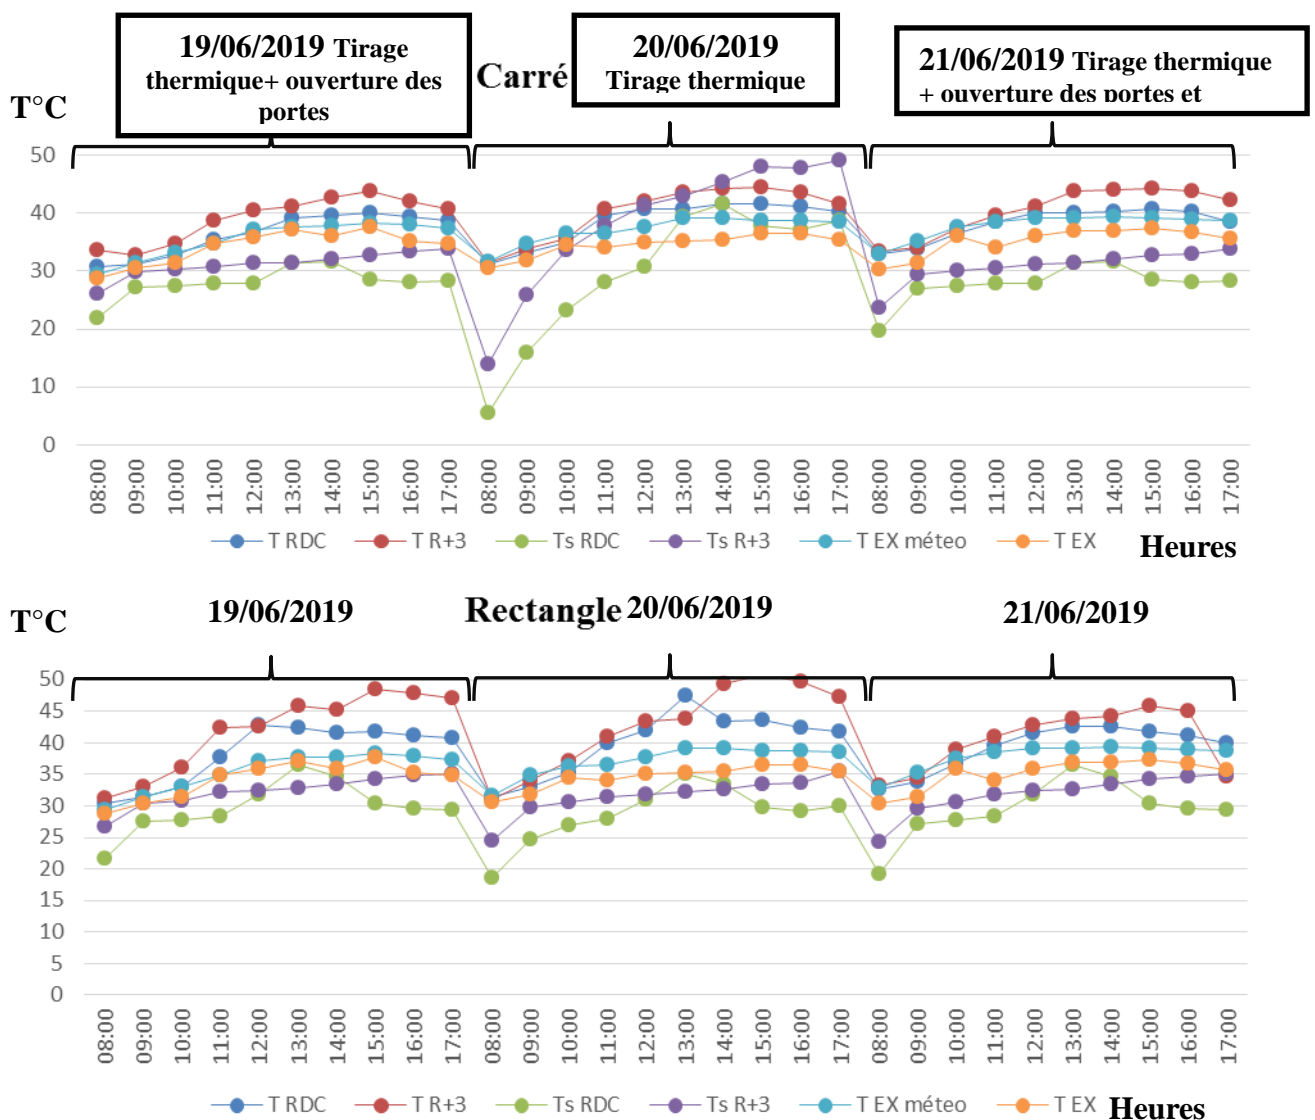 19/06/2019 Tirage
thermique+ ouverture des
portes
Carré
20/06/2019
Tirage thermique
21/06/2019 Tirage thermique
+ ouverture des portes et
T°C
50
40
30
20
10
0
08:00 09:00 10:00 11:00 12:00 13:00 14:00 15:00 16:00 17:00 08:00 09:00 10:00 11:00 12:00 13:00 14:00 15:00 16:00 17:00 08:00 09:00 10:00 11:00 12:00 13:00 14:00 15:00 16:00 17:00
T RDC T R+3 Ts RDC Ts R+3 T EX méteo T EX
Heures
T°C
19/06/2019 Rectangle 20/06/2019 21/06/2019
50
45
40
35
30
25
20
15
10
5
0
08:00 09:00 10:00 11:00 12:00 13:00 14:00 15:00 16:00 17:00 08:00 09:00 10:00 11:00 12:00 13:00 14:00 15:00 16:00 17:00 08:00 09:00 10:00 11:00 12:00 13:00 14:00 15:00 16:00 17:00
T RDC T R+3 Ts RDC Ts R+3 T EX méteo T EX
Heures